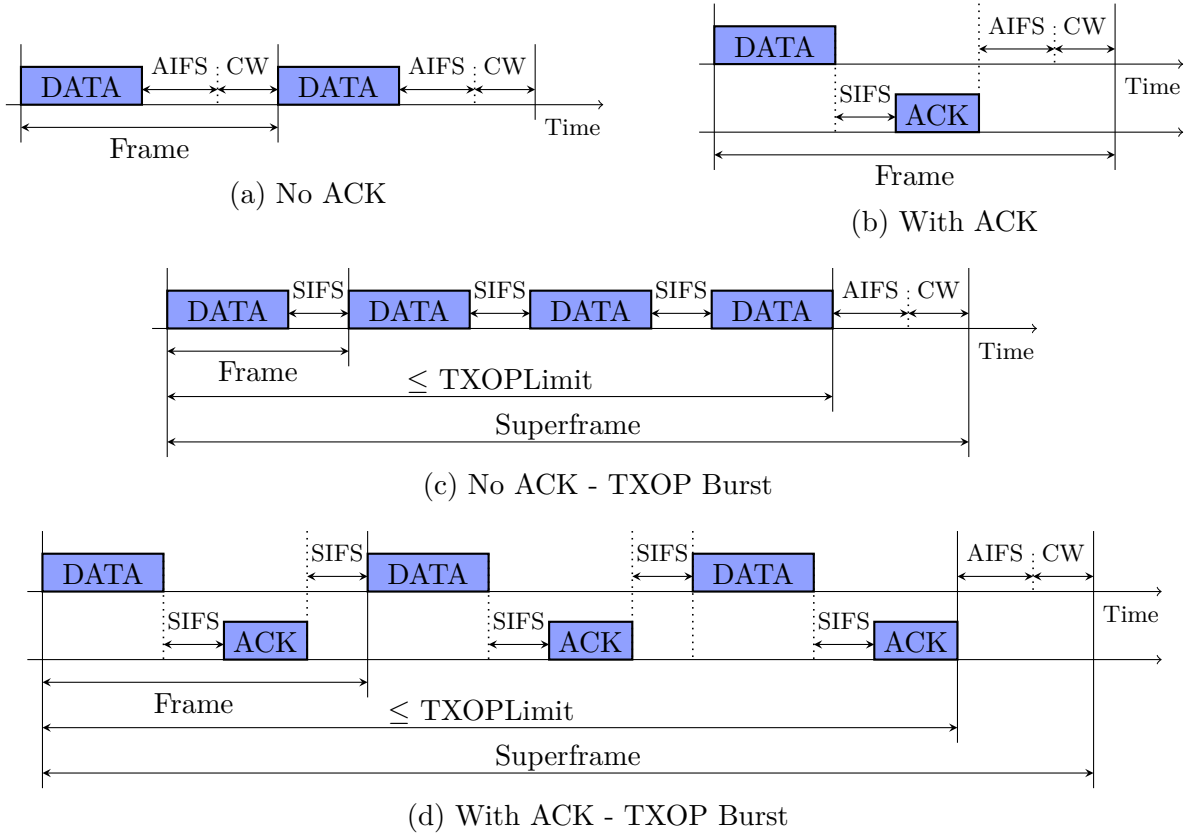 AIFS CW AIFS CW
DATA DATA
Time
Frame
(a) No ACK
AIFS CW
DATA
Time
SIFS
ACK
Frame
(b) With ACK
SIFS SIFS SIFS AIFS CW
DATA DATA DATA DATA
Time
Frame
≤ TXOPLimit
Superframe
(c) No ACK - TXOP Burst
SIFS SIFS AIFS CW
DATA DATA DATA
Time
SIFS SIFS SIFS
ACK ACK ACK
Frame
≤ TXOPLimit
Superframe
(d) With ACK - TXOP Burst